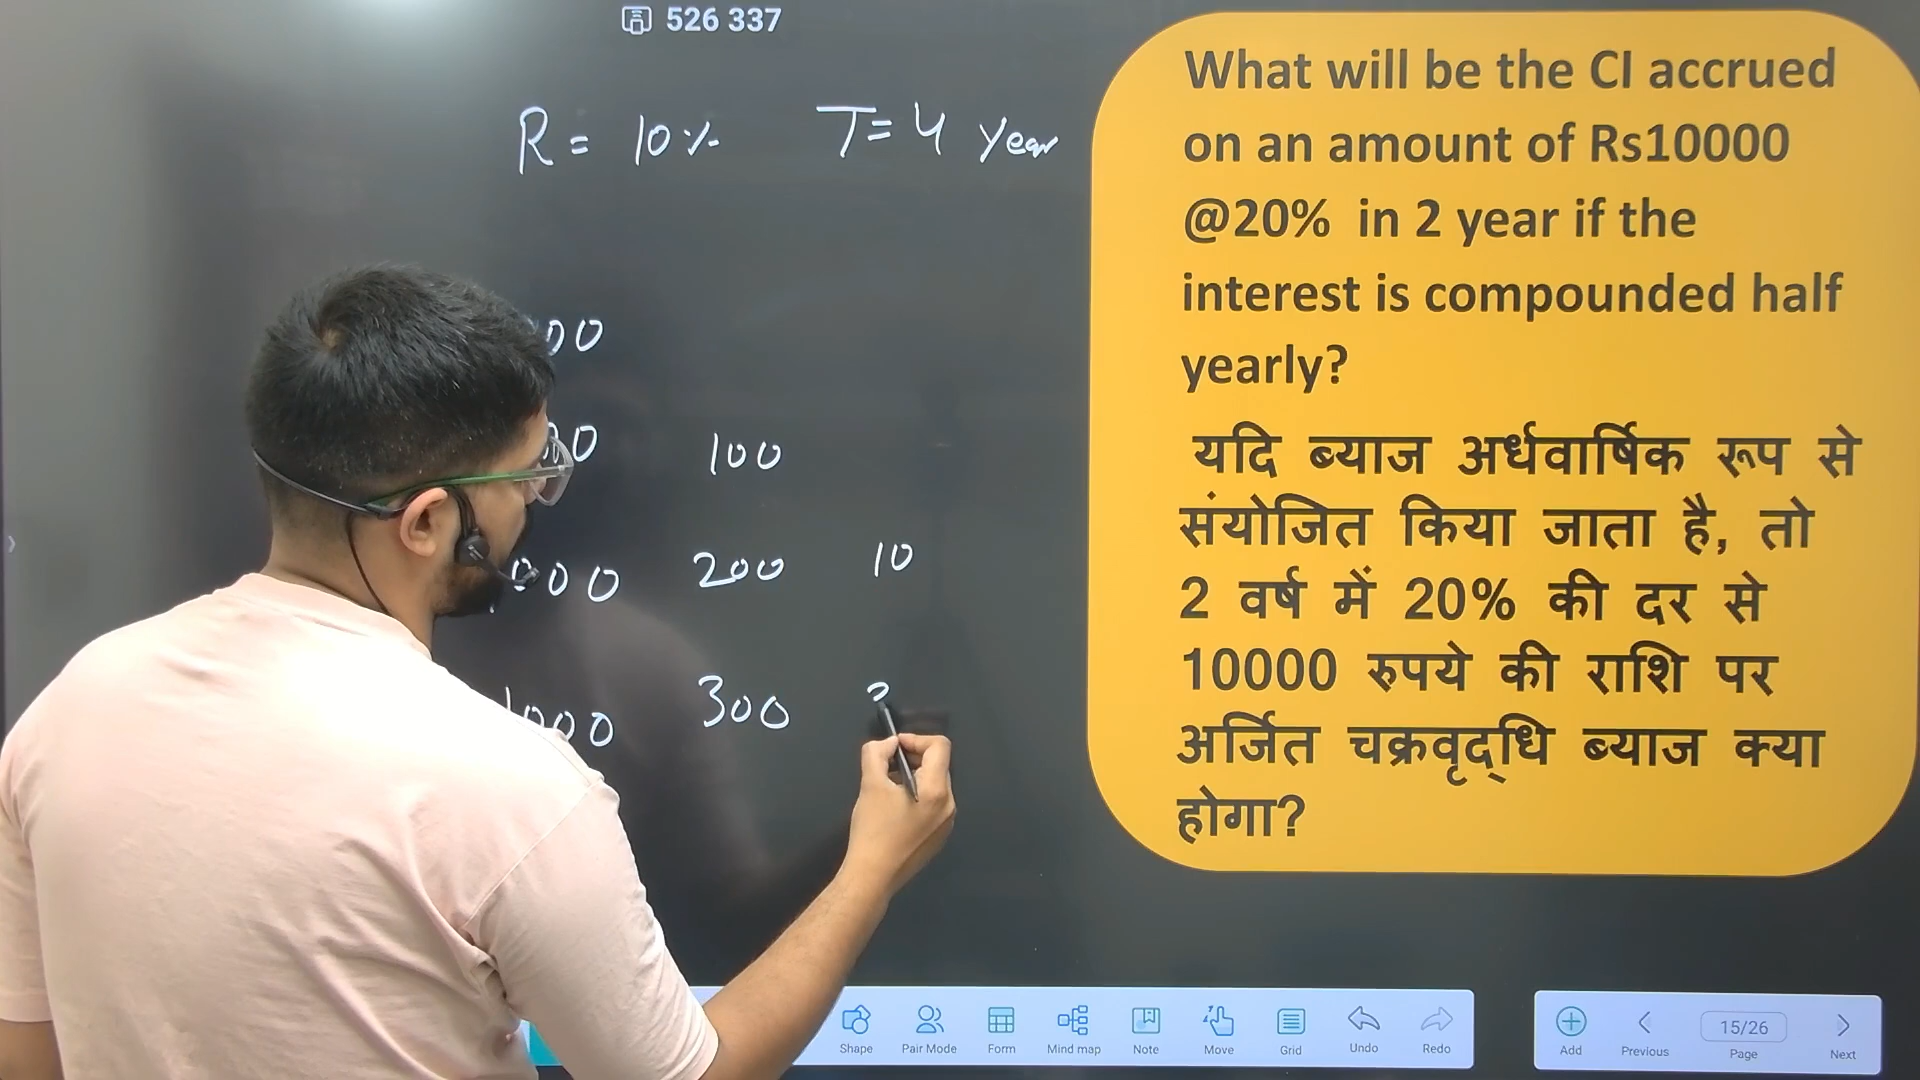 526 337
R = 10% T = 4 Year
What will be the CI accrued
on an amount of Rs10000
@20% in 2 year if the
interest is compounded half
yearly?
यदि ब्याज अर्धवार्षिक रूप से
संयोजित किया जाता है, तो
2 वर्ष में 20% की दर से
10000 रुपये की राशि पर
अर्जित चक्रवृद्धि ब्याज क्या
होगा?
100
200 10
1000 300
Shape Pair Mode Form Mind map Note Move Grid Undo Redo
Add Previous 15/26 Page Next